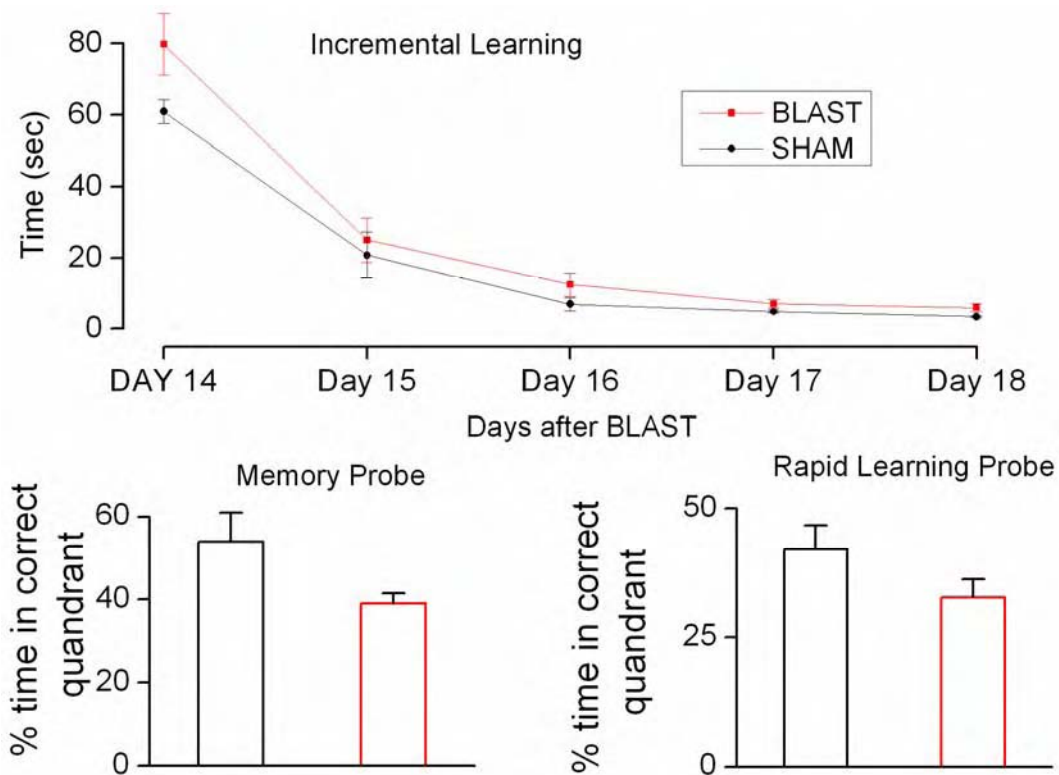 Incremental Learning
BLAST
SHAM
Time (sec)
80
60
40
20
0
DAY 14 Day 15 Day 16 Day 17 Day 18
Days after BLAST
Memory Probe
% time in correct
quandrant
60
40
20
0
Rapid Learning Probe
% time in correct
quandrant
50
25
0